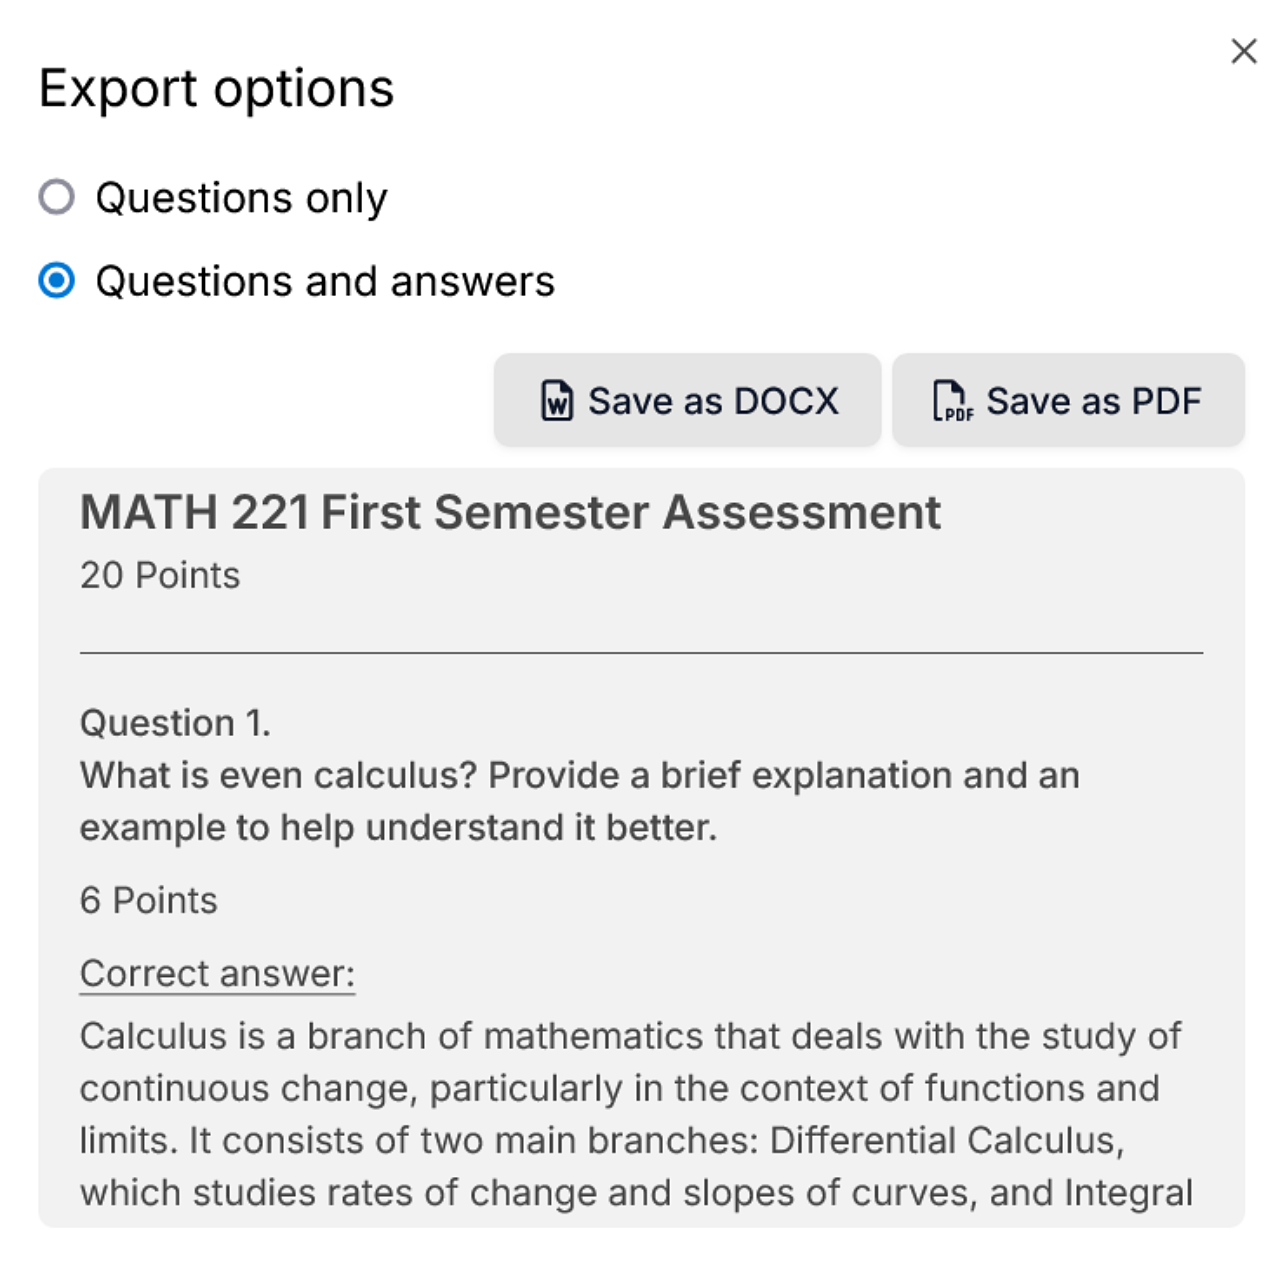 Export options
Questions only
Questions and answers
Save as DOCX
PDF Save as PDF
MATH 221 First Semester Assessment
20 Points
Question 1.
What is even calculus? Provide a brief explanation and an
example to help understand it better.
6 Points
Correct answer:
Calculus is a branch of mathematics that deals with the study of
continuous change, particularly in the context of functions and
limits. It consists of two main branches: Differential Calculus,
which studies rates of change and slopes of curves, and Integral